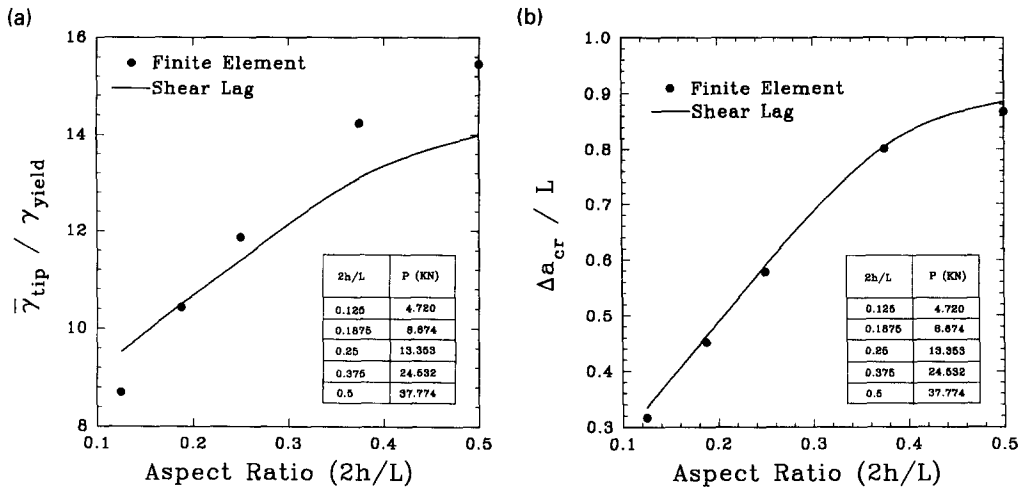 (a)
16
14
12
10
8
γ̅tip / γyield
Finite Element
Shear Lag
2h/L P (KN)
0.125 4.720
0.1875 8.674
0.25 13.353
0.375 24.532
0.5 37.774
0.1 0.2 0.3 0.4 0.5
Aspect Ratio (2h/L)
(b)
1.0
0.9
0.8
0.7
0.6
0.5
0.4
0.3
Δacr / L
Finite Element
Shear Lag
2h/L P (KN)
0.125 4.720
0.1875 8.674
0.25 13.353
0.375 24.532
0.5 37.774
0.1 0.2 0.3 0.4 0.5
Aspect Ratio (2h/L)